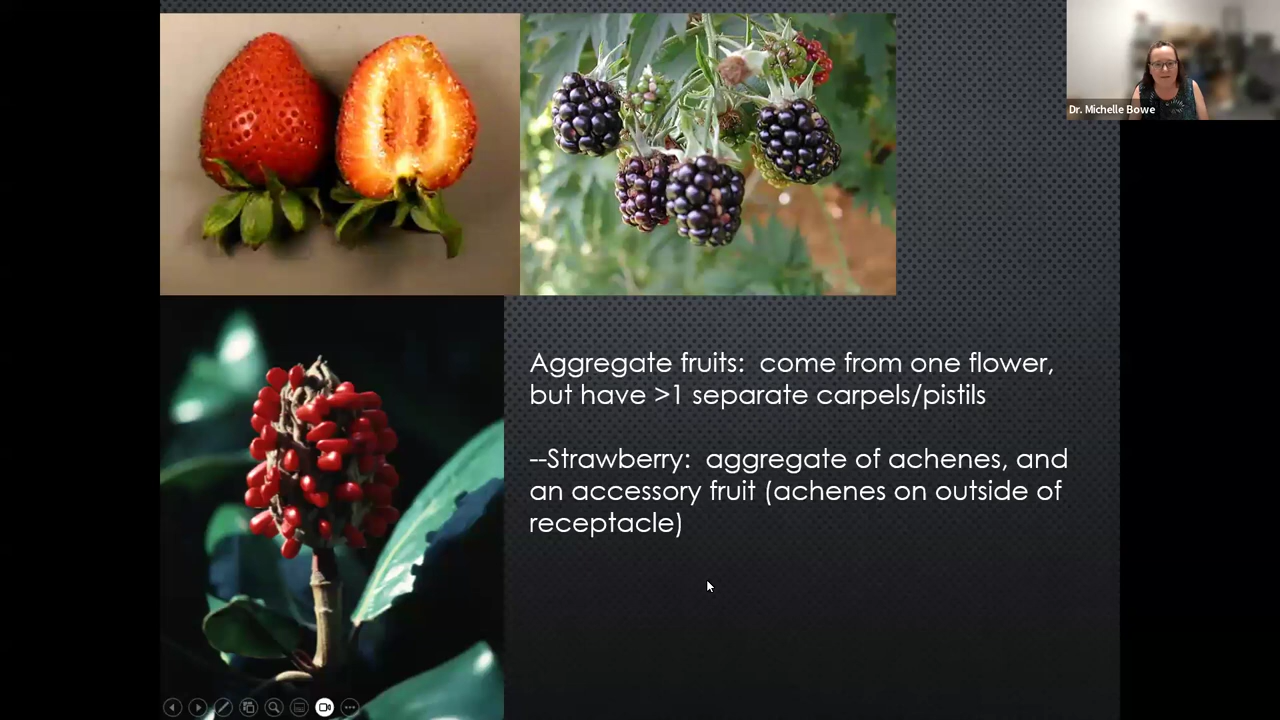 Dr. Michelle Bowe
Aggregate fruits:  come from one flower,
but have >1 separate carpels/pistils
--Strawberry:  aggregate of achenes, and
an accessory fruit (achenes on outside of
receptacle)